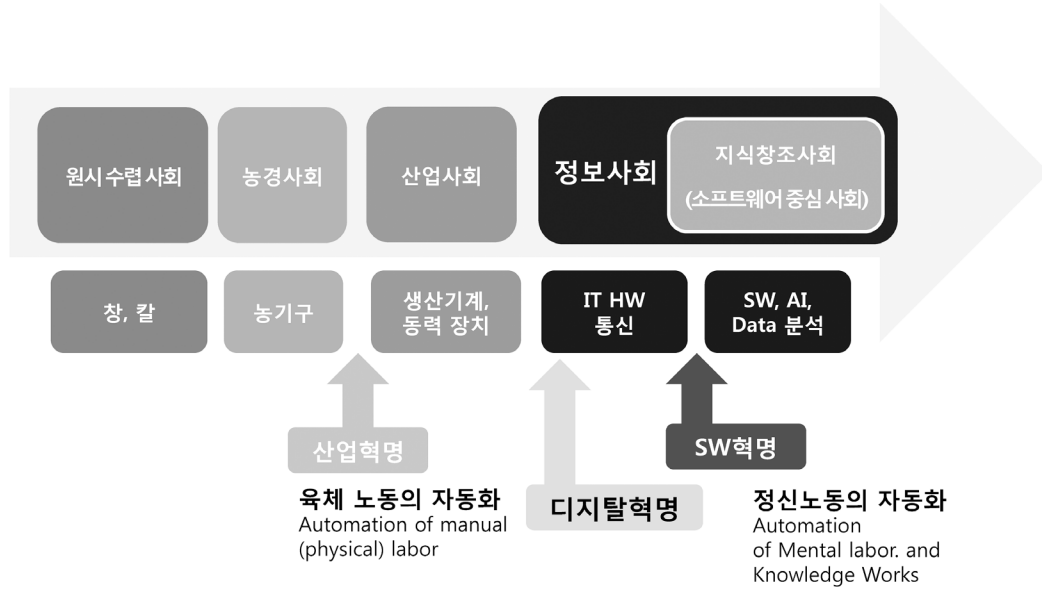 원시 수렵 사회
농경사회
산업사회
정보사회
지식창조사회
(소프트웨어 중심 사회)
창, 칼
농기구
생산기계,
동력 장치
IT HW
통신
SW, AI,
Data 분석
산업혁명
육체 노동의 자동화
Automation of manual
(physical) labor
디지탈혁명
SW혁명
정신노동의 자동화
Automation
of Mental labor. and
Knowledge Works